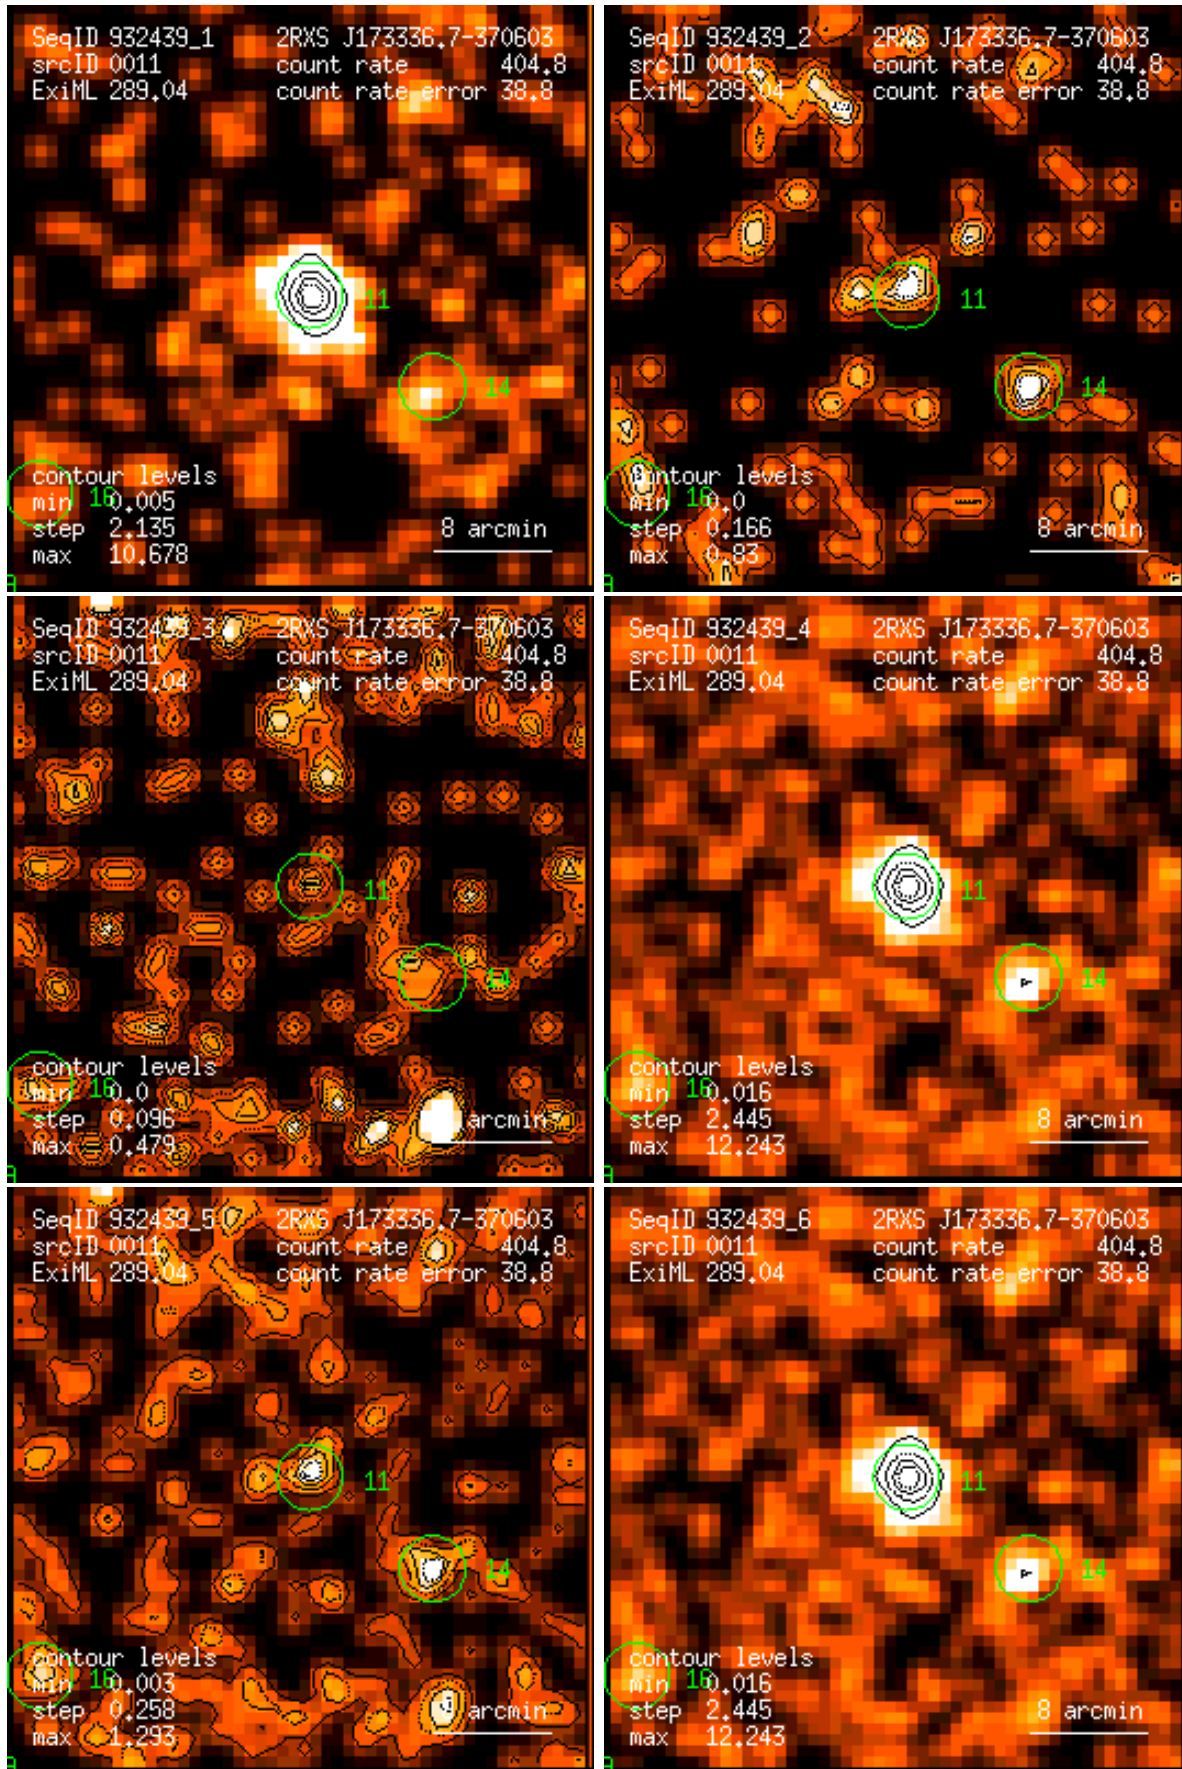 SeqID 932439_1 2RXS J173336.7-370603
srcID 0011 count rate 404.8
ExiML 289.04 count rate error 38.8
11
14
contour levels
16
min 0.005
step 2.135 8 arcmin
max 10.678
SeqID 932439_2 2RXS J173336.7-370603
srcID 0011 count rate 404.8
ExiML 289.04 count rate error 38.8
11
14
contour levels
16
min 0.0
step 0.166 8 arcmin
max 0.83
SeqID 932439_3 2RXS J173336.7-370603
srcID 0011 count rate 404.8
ExiML 289.04 count rate error 38.8
11
14
contour levels
16
min 0.0
step 0.096 arcmin
max 0.479
SeqID 932439_4 2RXS J173336.7-370603
srcID 0011 count rate 404.8
ExiML 289.04 count rate error 38.8
11
14
contour levels
16
min 0.016
step 2.445 8 arcmin
max 12.243
SeqID 932439_5 2RXS J173336.7-370603
srcID 0011 count rate 404.8
ExiML 289.04 count rate error 38.8
11
14
contour levels
16
min 0.003
step 0.258 arcmin
max 1.293
SeqID 932439_6 2RXS J173336.7-370603
srcID 0011 count rate 404.8
ExiML 289.04 count rate error 38.8
11
14
contour levels
16
min 0.016
step 2.445 8 arcmin
max 12.243